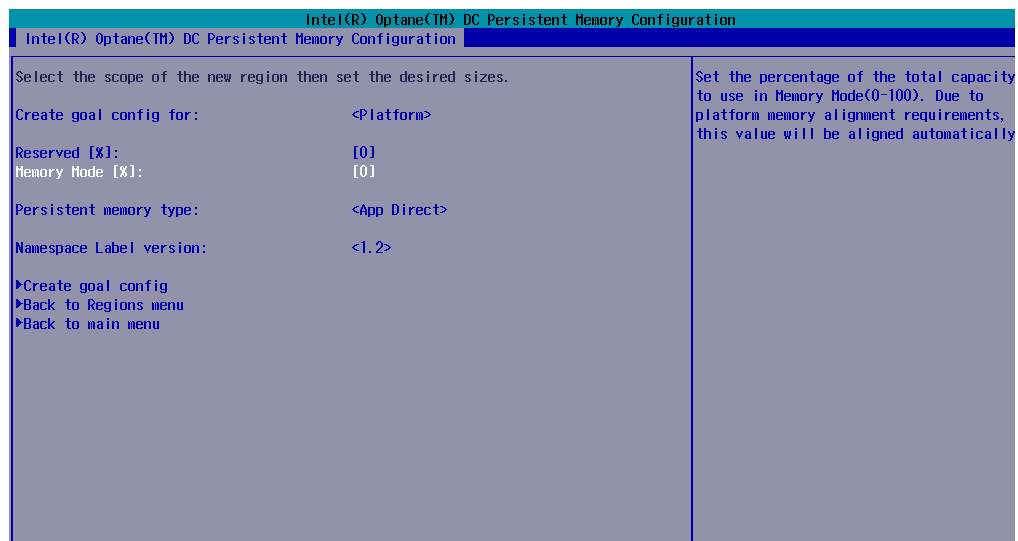 Intel(R) Optane(TM) DC Persistent Memory Configuration
Intel(R) Optane(TM) DC Persistent Memory Configuration
Select the scope of the new region then set the desired sizes.
Create goal config for: <Platform>
Reserved [%]: [0]
Memory Mode [%]: [0]
Persistent memory type: <App Direct>
Namespace Label version: <1.2>
Create goal config
Back to Regions menu
Back to main menu
Set the percentage of the total capacity
to use in Memory Mode(0-100). Due to
platform memory alignment requirements,
this value will be aligned automatically